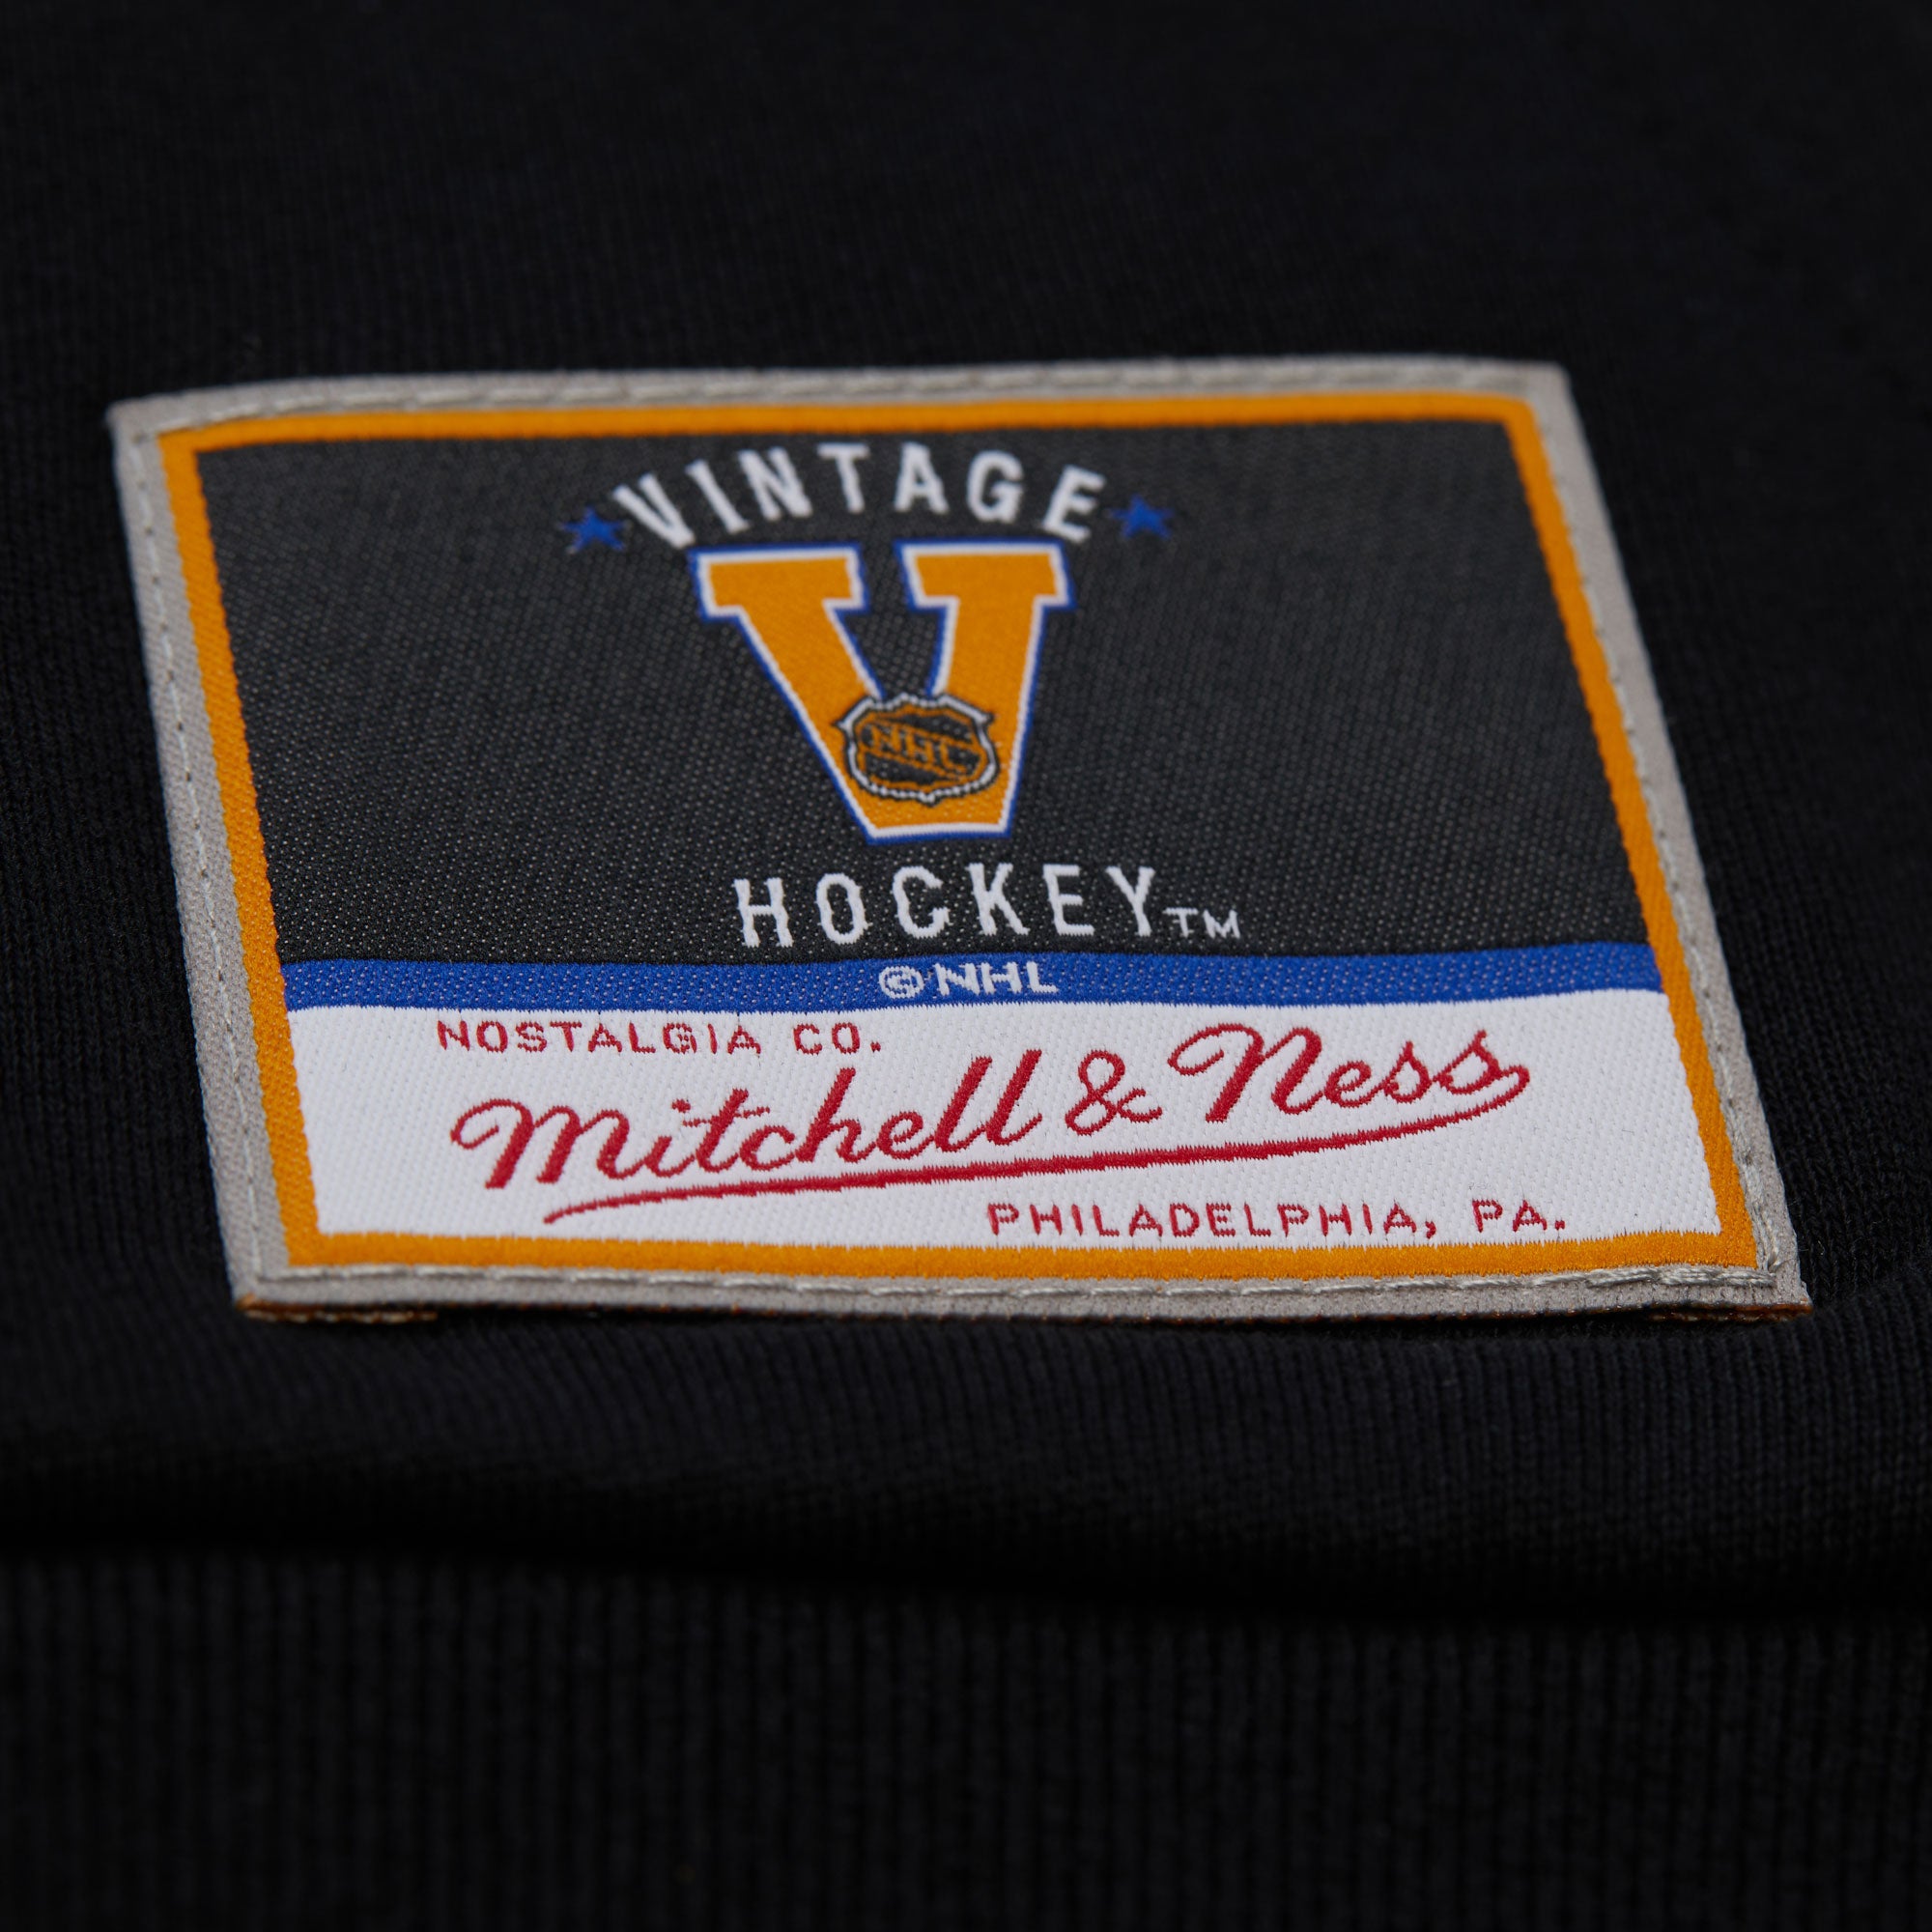 VINTAGE
V
NHL
HOCKEY™
©NHL
NOSTALGIA CO.
Mitchell & Ness
PHILADELPHIA, PA.